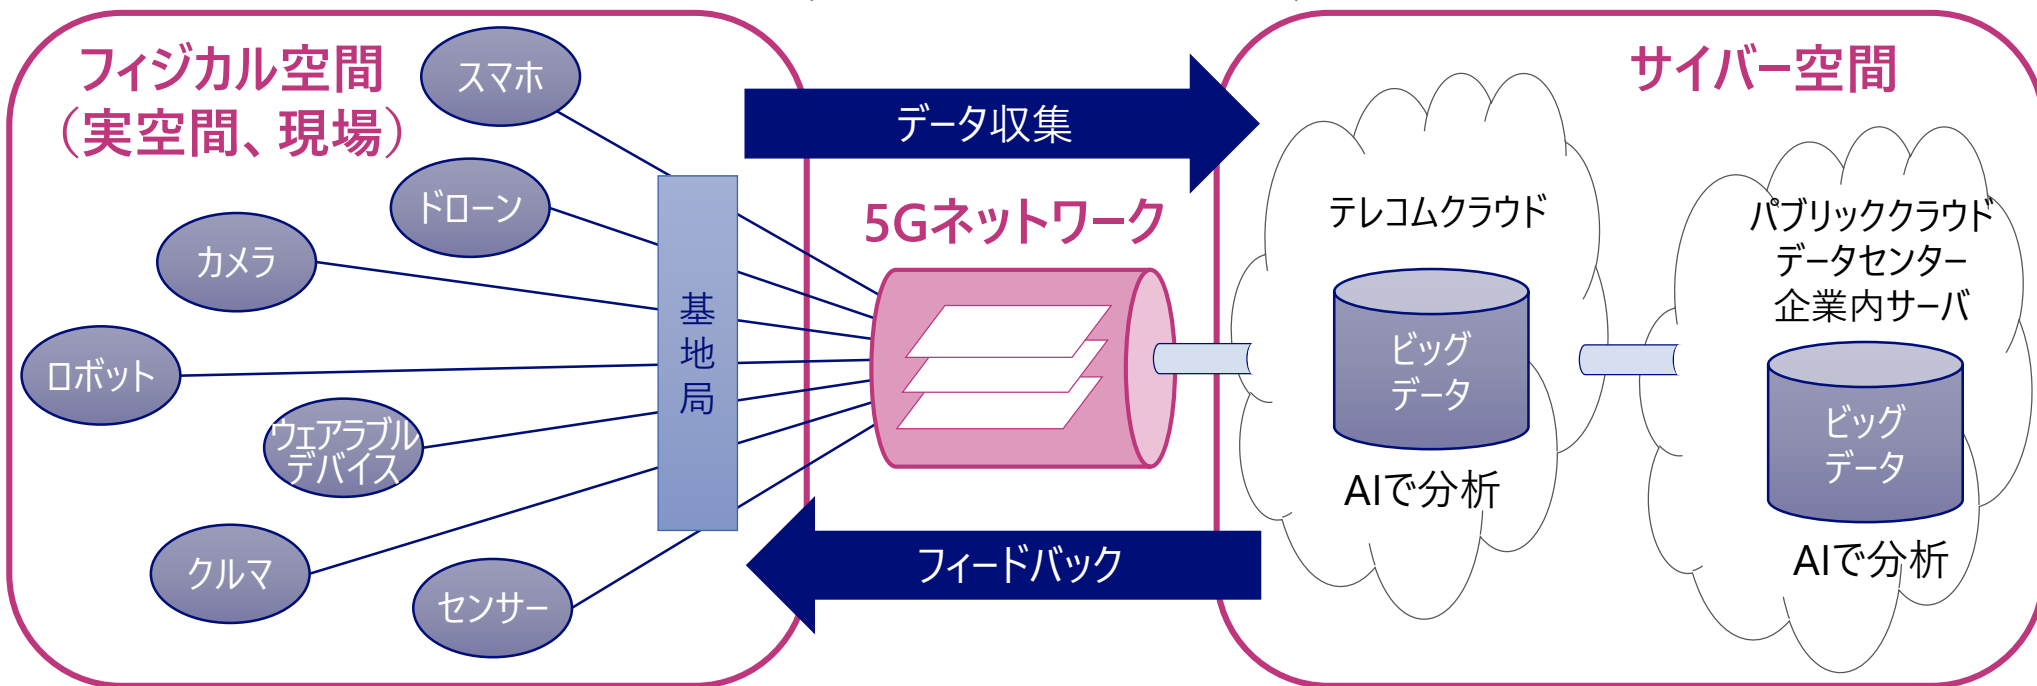 フィジカル空間
（実空間、現場）
スマホ
ドローン
カメラ
ロボット
ウェアラブル
デバイス
クルマ
センサー
基
地
局
データ収集
5Gネットワーク
フィードバック
サイバー空間
テレコムクラウド
ビッグ
データ
AIで分析
パブリッククラウド
データセンター
企業内サーバ
ビッグ
データ
AIで分析